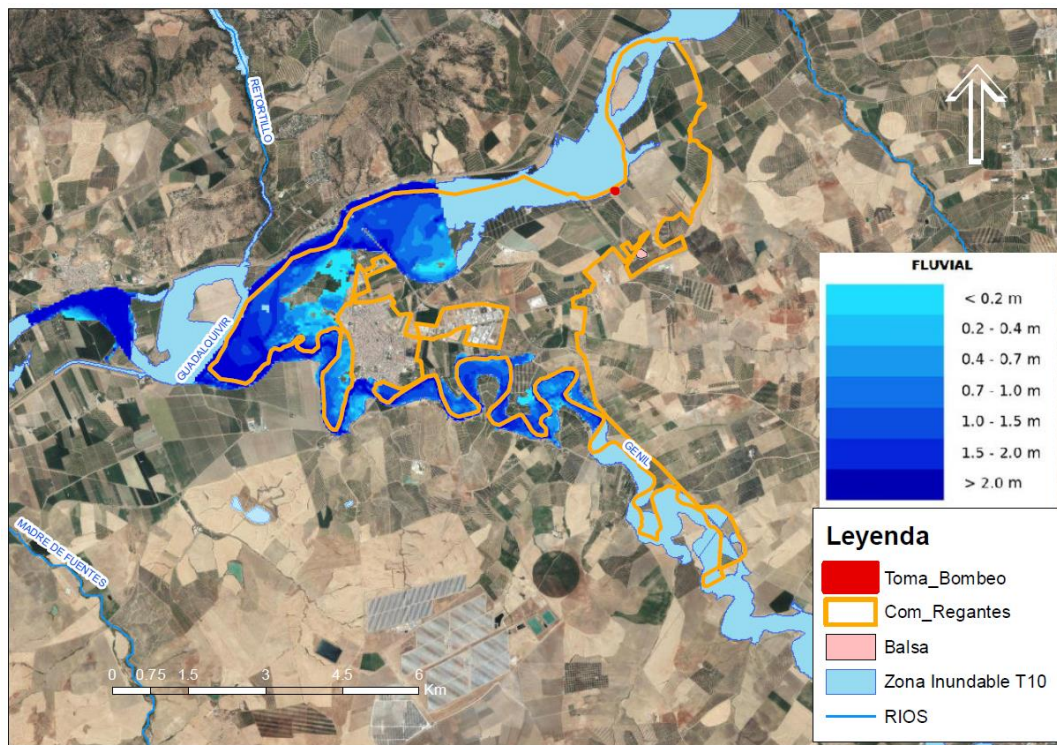 RETORTILLO
GUADALQUIVIR
GENIL
MADRE DE FUENTES
FLUVIAL
< 0.2 m
0.2 - 0.4 m
0.4 - 0.7 m
0.7 - 1.0 m
1.0 - 1.5 m
1.5 - 2.0 m
> 2.0 m
Leyenda
Toma_Bombeo
Com_Regantes
Balsa
Zona Inundable T10
RIOS
0 0.75 1.5 3 4.5 6
Km